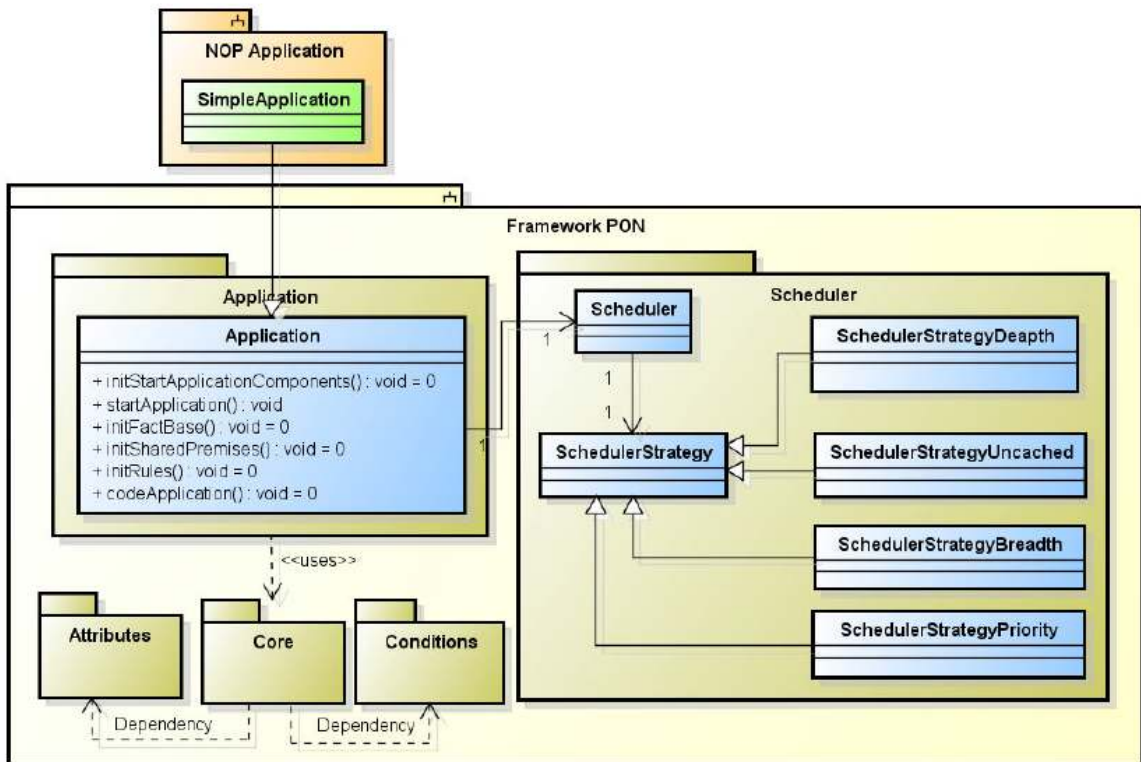 NOP Application
SimpleApplication
Framework PON
Application
Application
+ initStartApplicationComponents() : void = 0
+ startApplication() : void
+ initFactBase() : void = 0
+ initSharedPremises() : void = 0
+ initRules() : void = 0
+ codeApplication() : void = 0
1
1
Scheduler
Scheduler
1
1
SchedulerStrategy
SchedulerStrategyDeapth
SchedulerStrategyUncached
SchedulerStrategyBreadth
SchedulerStrategyPriority
<<uses>>
Attributes
Core
Conditions
Dependency
Dependency